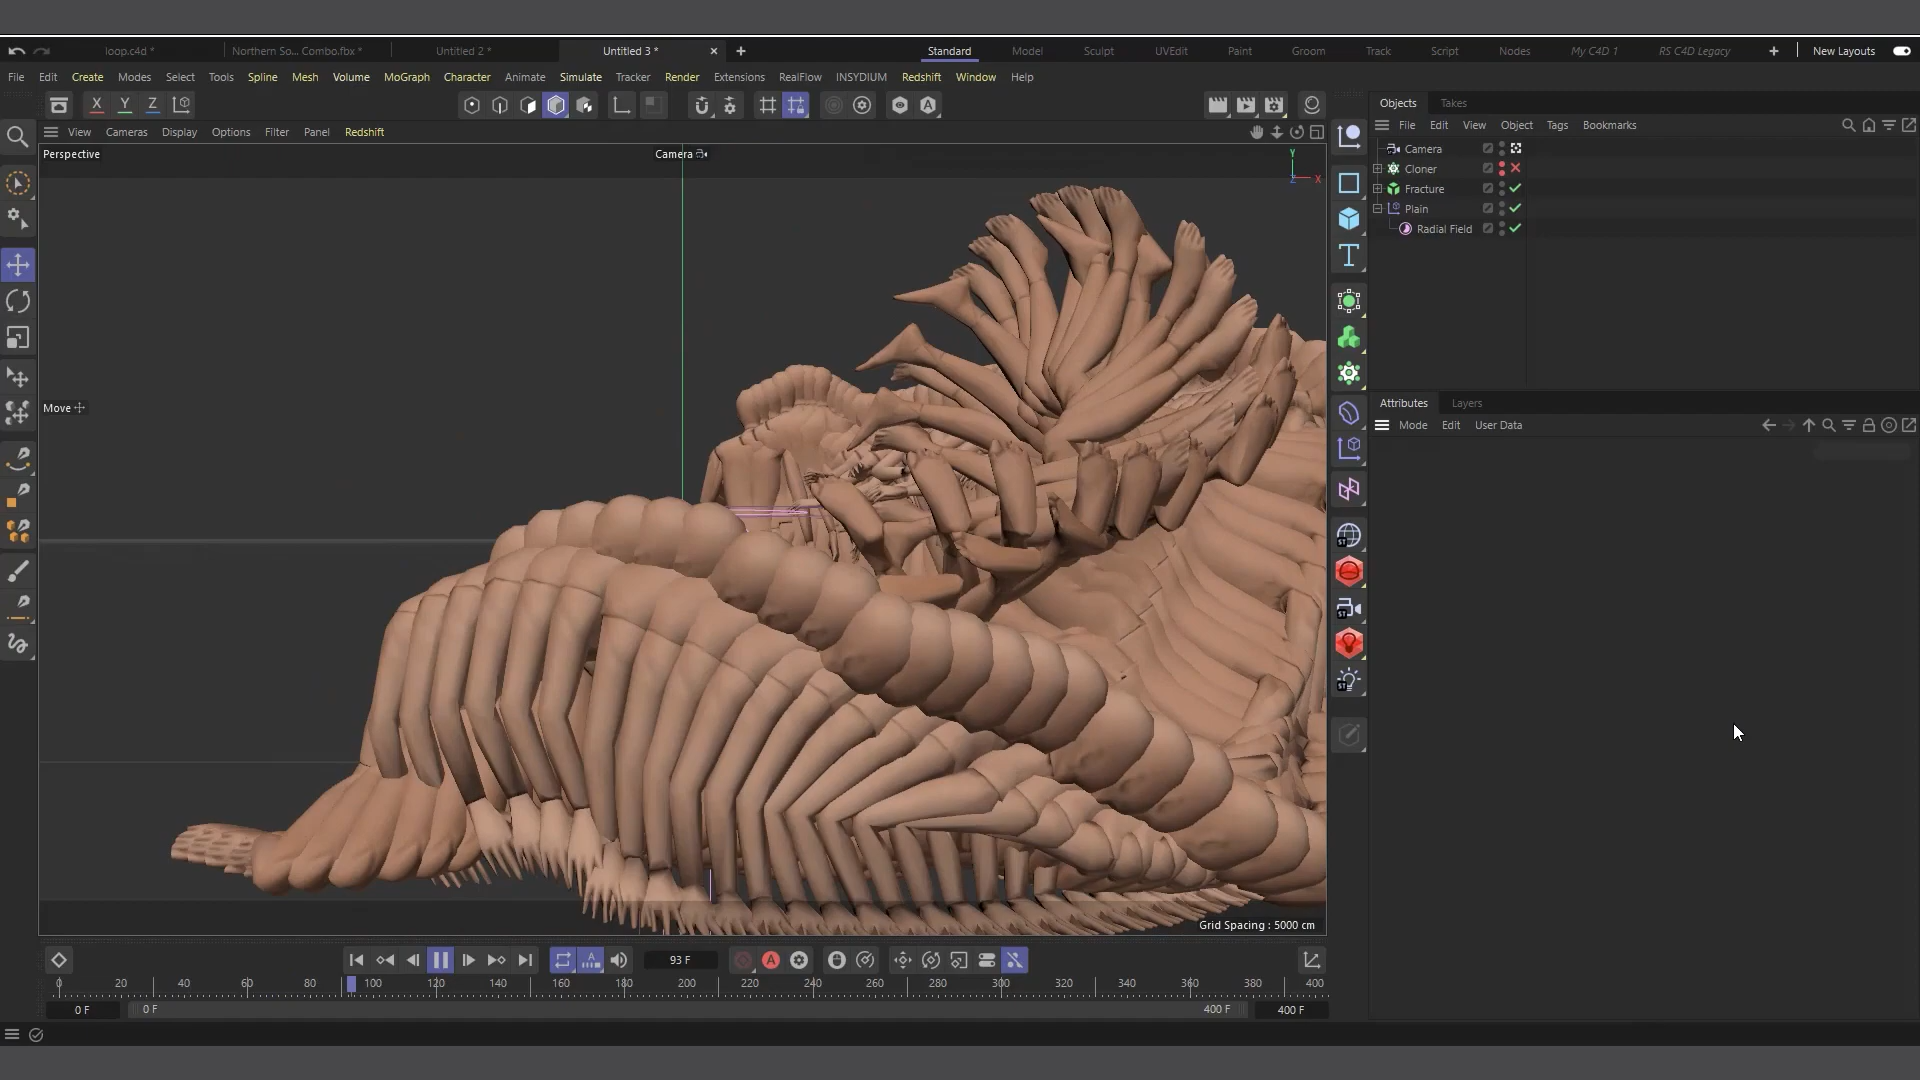 loop.c4d *
Northern So... Combo.fbx *
Untitled 2 *
Untitled 3 *
Standard
Model
Sculpt
UVEdit
Paint
Groom
Track
Script
Nodes
My C4D 1
RS C4D Legacy
New Layouts
File Edit Create Modes Select Tools Spline Mesh Volume MoGraph Character Animate Simulate Tracker Render Extensions RealFlow INSYDIUM Redshift Window Help
X Y Z
View Cameras Display Options Filter Panel Redshift
Perspective
Camera
Y
Z
X
Move
Grid Spacing : 5000 cm
93 F
0 20 40 60 80 100 120 140 160 180 200 220 240 260 280 300 320 340 360 380 400
0 F
0 F
400 F
400 F
Objects
Takes
File Edit View Object Tags Bookmarks
Camera
Cloner
Fracture
Plain
Radial Field
Attributes
Layers
Mode Edit User Data